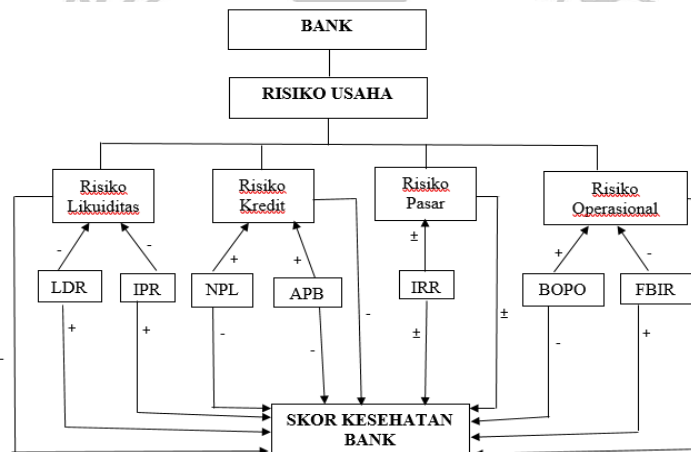 BANK
RISIKO USAHA
Risiko
Likuiditas
Risiko
Kredit
Risiko
Pasar
Risiko
Operasional
-
-
+
+
±
+
-
LDR
IPR
NPL
APB
IRR
BOPO
FBIR
+
+
-
-
-
±
±
-
+
-
SKOR KESEHATAN
BANK